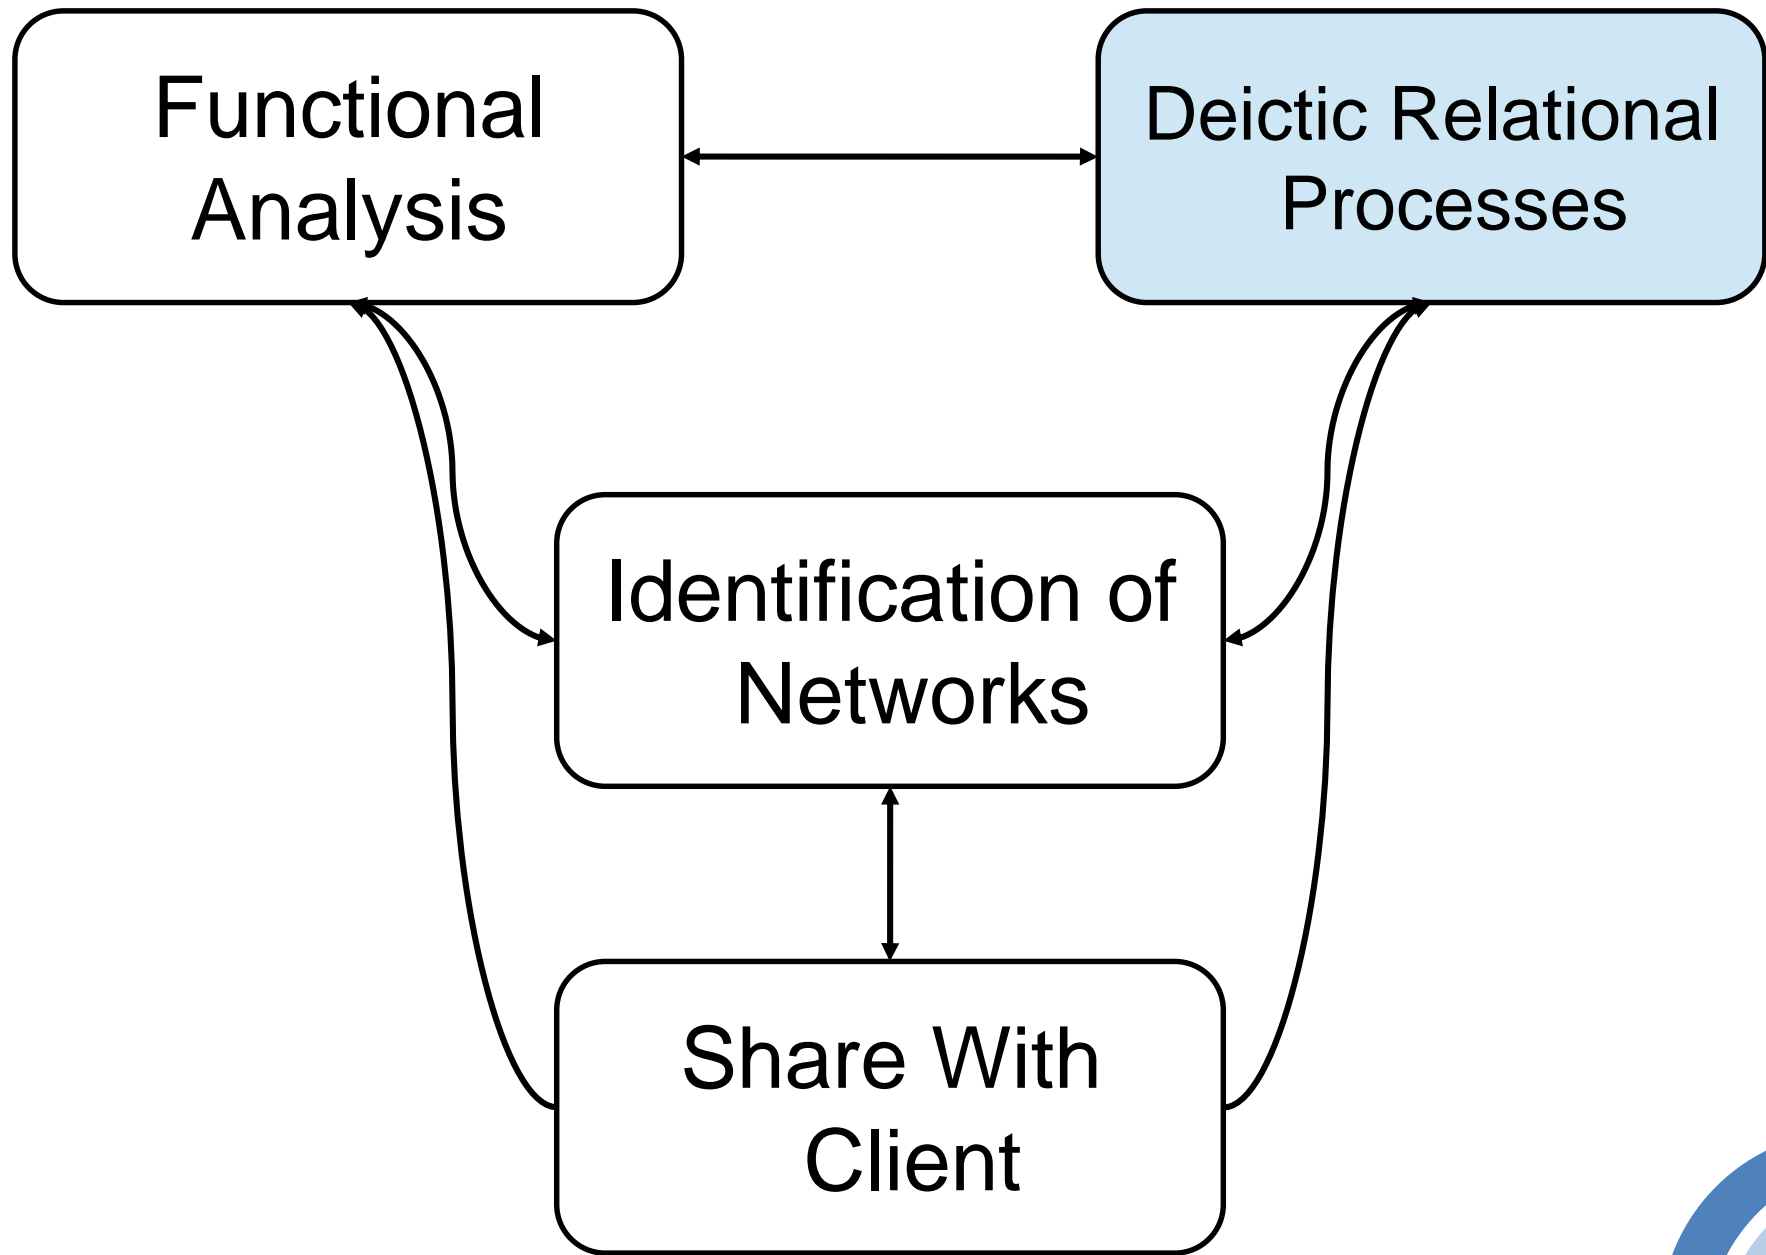 Functional
Analysis
Deictic Relational
Processes
Identification of
Networks
Share With
Client